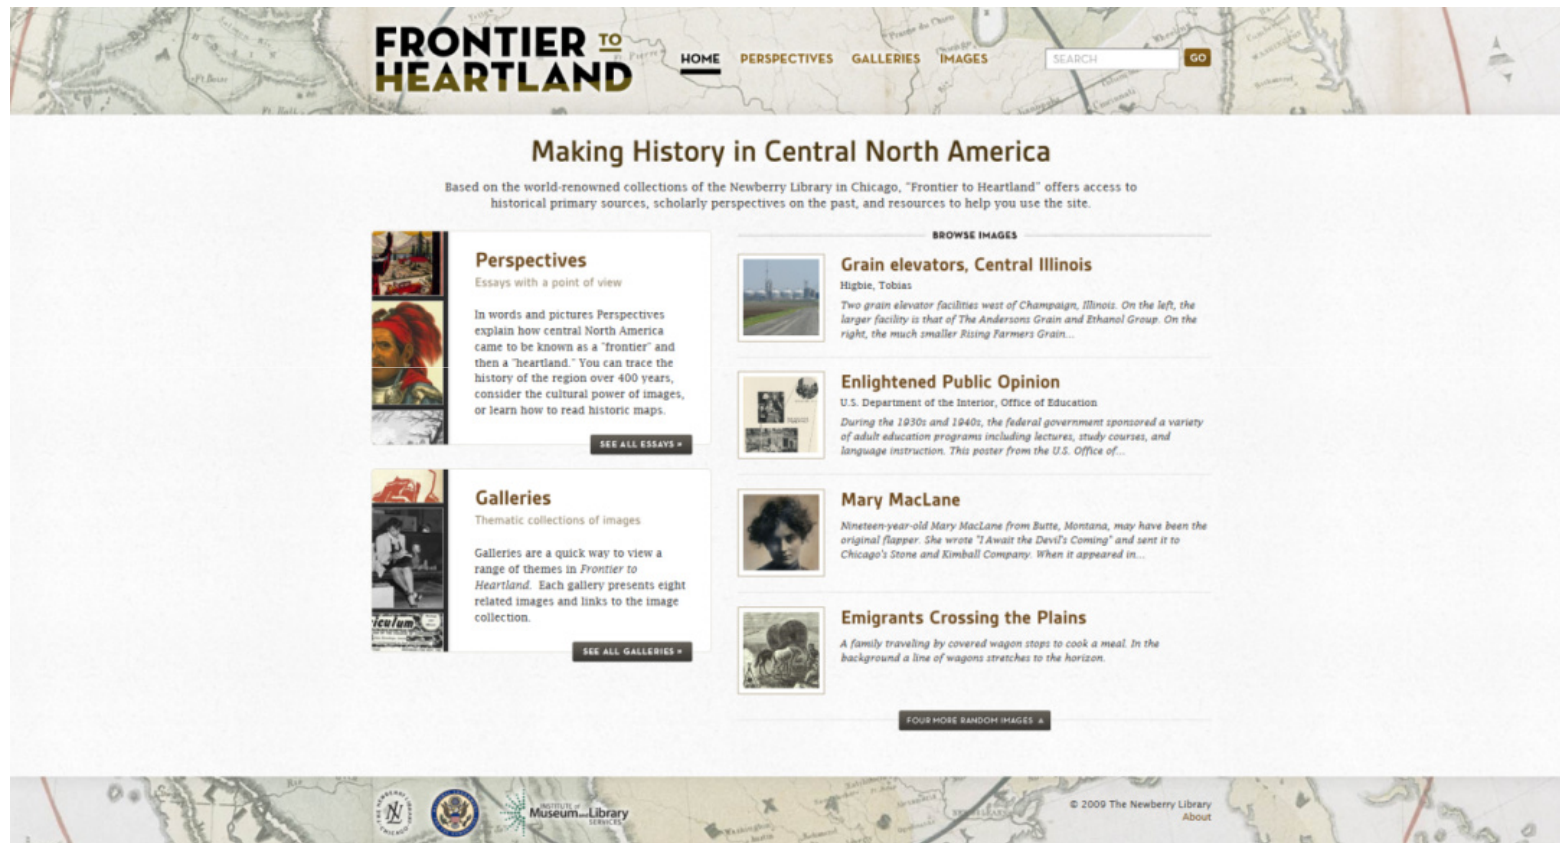 FRONTIER TO
HEARTLAND
HOME PERSPECTIVES GALLERIES IMAGES
SEARCH GO
Making History in Central North America
Based on the world-renowned collections of the Newberry Library in Chicago, "Frontier to Heartland" offers access to
historical primary sources, scholarly perspectives on the past, and resources to help you use the site.
Perspectives
Essays with a point of view
In words and pictures Perspectives
explain how central North America
came to be known as a "frontier" and
then a "heartland." You can trace the
history of the region over 400 years,
consider the cultural power of images,
or learn how to read historic maps.
SEE ALL ESSAYS »
Galleries
Thematic collections of images
Galleries are a quick way to view a
range of themes in Frontier to
Heartland. Each gallery presents eight
related images and links to the image
collection.
SEE ALL GALLERIES »
BROWSE IMAGES
Grain elevators, Central Illinois
Higbie, Tobias
Two grain elevator facilities west of Champaign, Illinois. On the left, the
larger facility is that of The Andersons Grain and Ethanol Group. On the
right, the much smaller Rising Farmers Grain...
Enlightened Public Opinion
U.S. Department of the Interior, Office of Education
During the 1930s and 1940s, the federal government sponsored a variety
of adult education programs including lectures, study courses, and
language instruction. This poster from the U.S. Office of...
Mary MacLane
Nineteen-year-old Mary MacLane from Butte, Montana, may have been the
original flapper. She wrote "I Await the Devil's Coming" and sent it to
Chicago's Stone and Kimball Company. When it appeared in...
Emigrants Crossing the Plains
A family traveling by covered wagon stops to cook a meal. In the
background a line of wagons stretches to the horizon.
FOUR MORE RANDOM IMAGES
THE NEWBERRY LIBRARY CHICAGO
INSTITUTE of
Museum and Library
SERVICES
© 2009 The Newberry Library
About